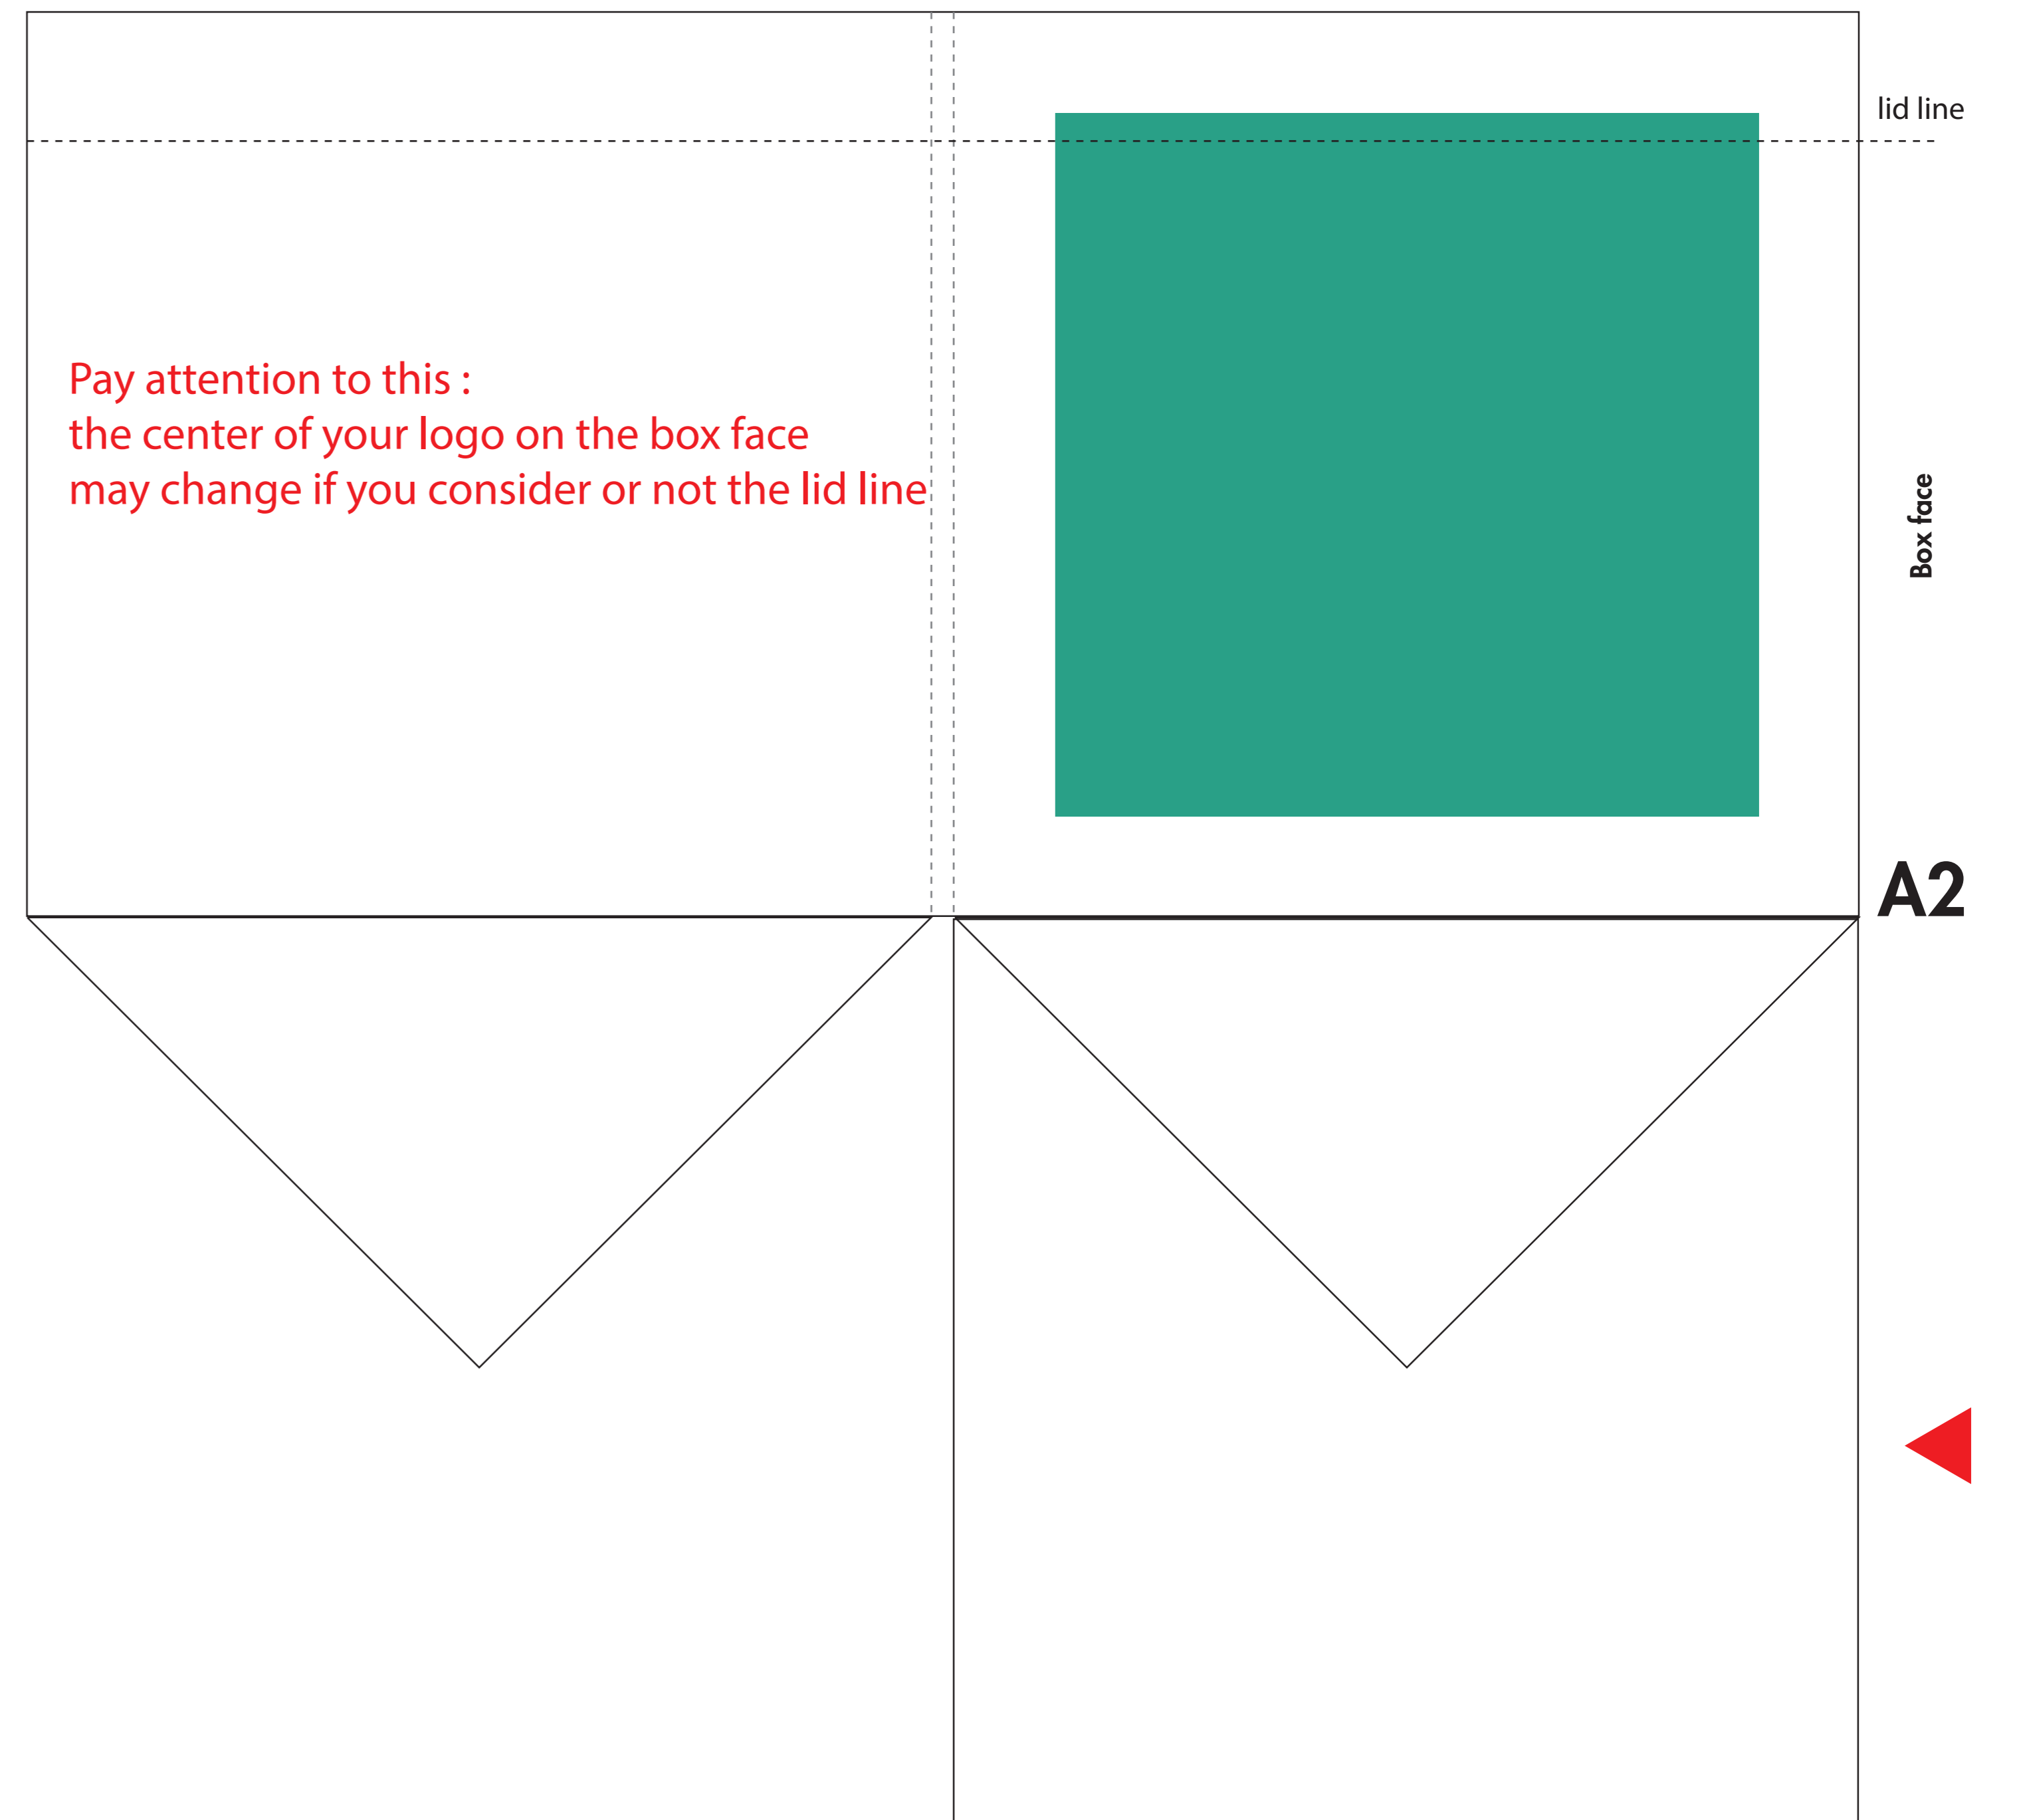 lid line
Pay attention to this :
the center of your logo on the box face
may change if you consider or not the lid line
Box face
A2